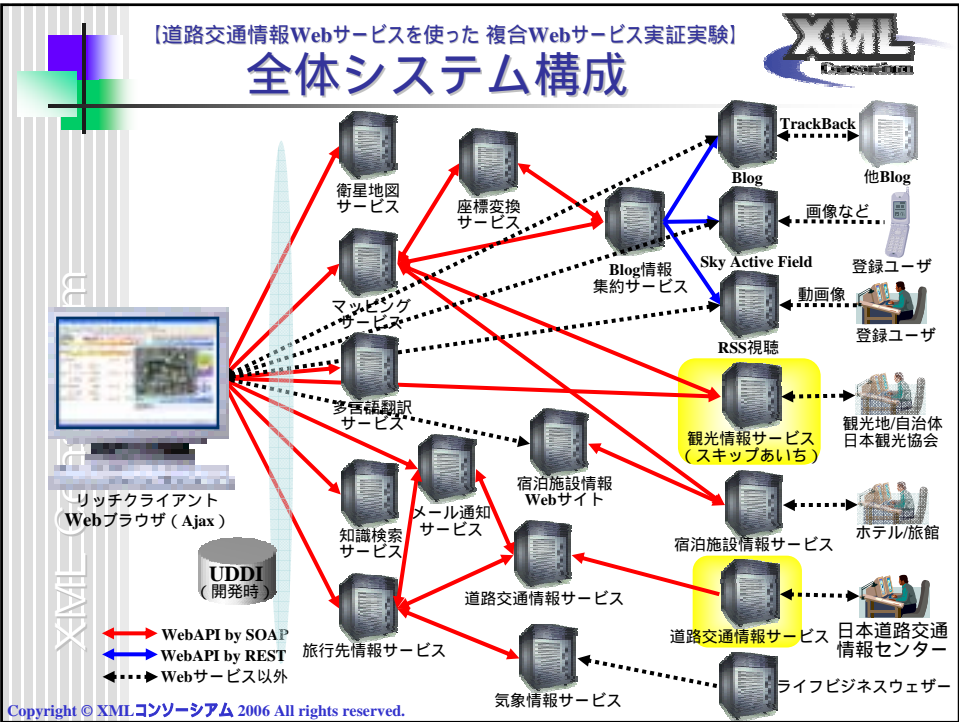 【道路交通情報Webサービスを使った 複合Webサービス実証実験】
全体システム構成
XML
Consortium
TrackBack
Blog
他Blog
衛星地図
サービス
座標変換
サービス
画像など
Blog情報
集約サービス
Sky Active Field
登録ユーザ
マッピング
サービス
動画像
RSS視聴
登録ユーザ
多言語翻訳
サービス
観光情報サービス
(スキップあいち)
観光地/自治体
日本観光協会
リッチクライアント
Webブラウザ(Ajax)
知識検索
サービス
メール通知
サービス
宿泊施設情報
Webサイト
宿泊施設情報サービス
ホテル/旅館
UDDI
(開発時)
道路交通情報サービス
旅行先情報サービス
道路交通情報サービス
日本道路交通
情報センター
気象情報サービス
ライフビジネスウェザー
WebAPI by SOAP
WebAPI by REST
Webサービス以外
Copyright © XMLコンソーシアム 2006 All rights reserved.